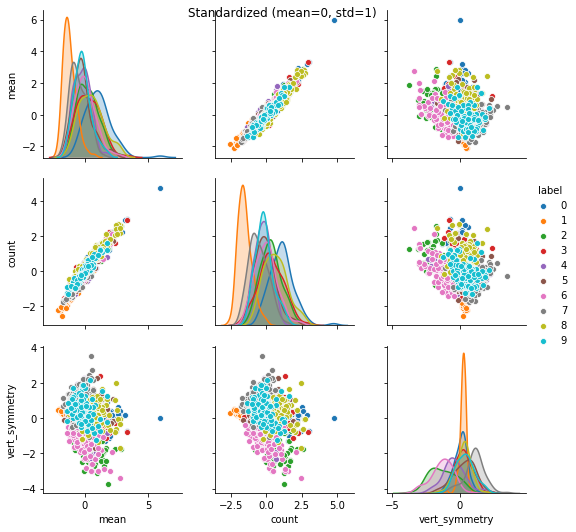 Standardized (mean=0, std=1)
6
4
2
0
−2
mean
4
2
0
−2
count
label
0
1
2
3
4
5
6
7
8
9
4
2
0
−2
−4
vert_symmetry
0 5
mean
−2.5 0.0 2.5 5.0
count
−5 0
vert_symmetry